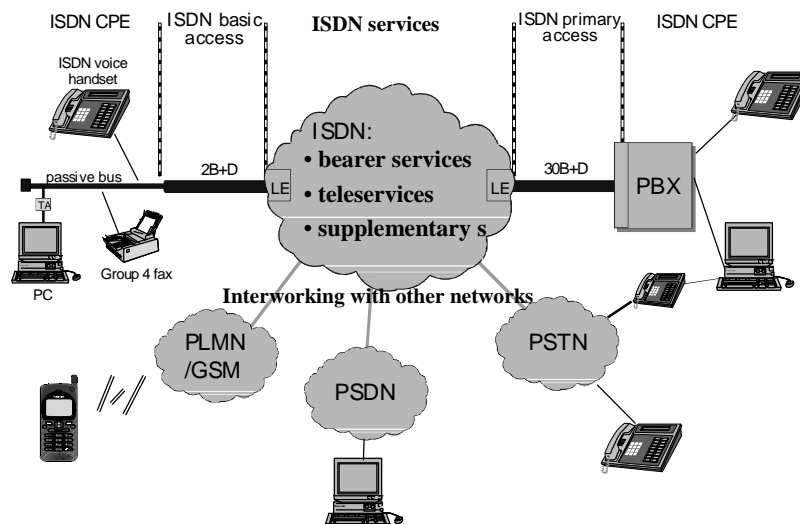 ISDN CPE
ISDN basic
access
ISDN services
ISDN primary
access
ISDN CPE
ISDN voice
handset
ISDN:
• bearer services
• teleservices
• supplementary s
2B+D
LE
LE
30B+D
PBX
passive bus
TA
PC
Group 4 fax
Interworking with other networks
PLMN
/GSM
PSDN
PSTN